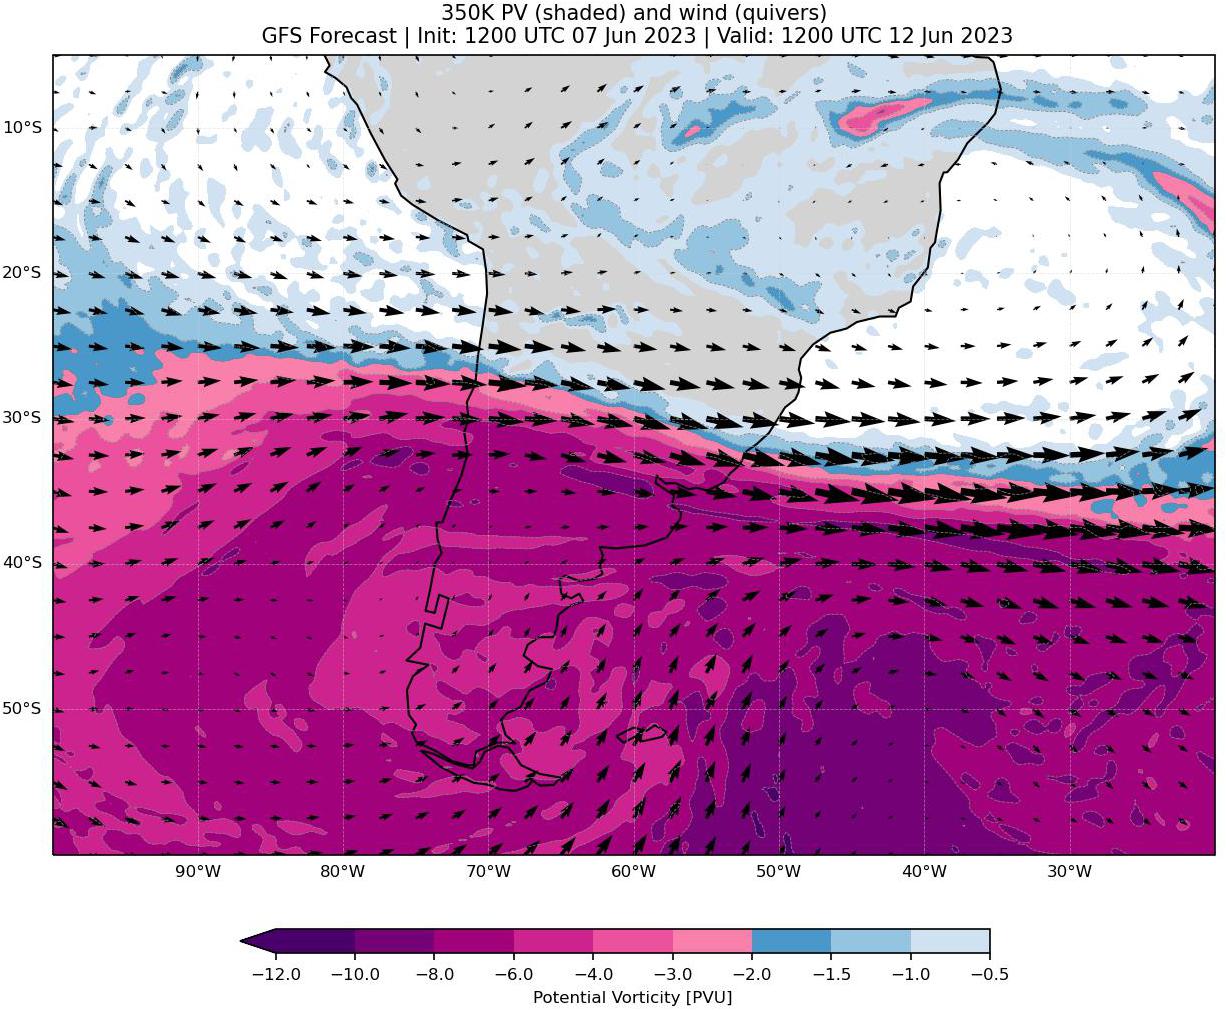 350K PV (shaded) and wind (quivers)
GFS Forecast | Init: 1200 UTC 07 Jun 2023 | Valid: 1200 UTC 12 Jun 2023
10°S
20°S
30°S
40°S
50°S
90°W 80°W 70°W 60°W 50°W 40°W 30°W
−12.0 −10.0 −8.0 −6.0 −4.0 −3.0 −2.0 −1.5 −1.0 −0.5
Potential Vorticity [PVU]